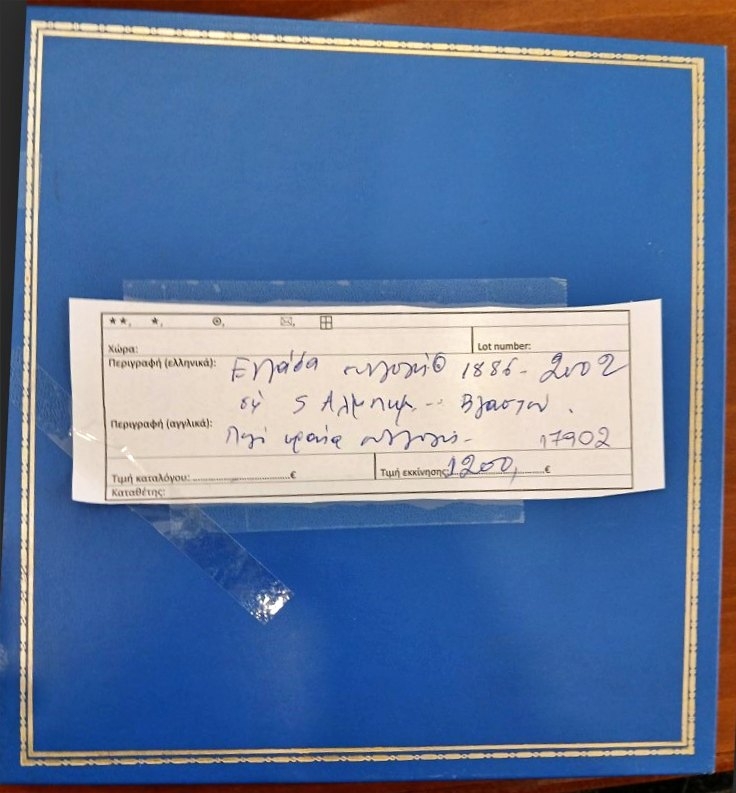 **, *, ⊙, ✉, ⊞
Χώρα:
Lot number:
Περιγραφή (ελληνικά): Ελλάδα συλλογή 1886-2002
σε 5 Αλμπουμ -- Βλαστού.
Περιγραφή (αγγλικά):
Πολύ ωραία συλλογή - 17902
Τιμή καταλόγου: ................................€
Τιμή εκκίνησης: 1200, ................€
Καταθέτης: